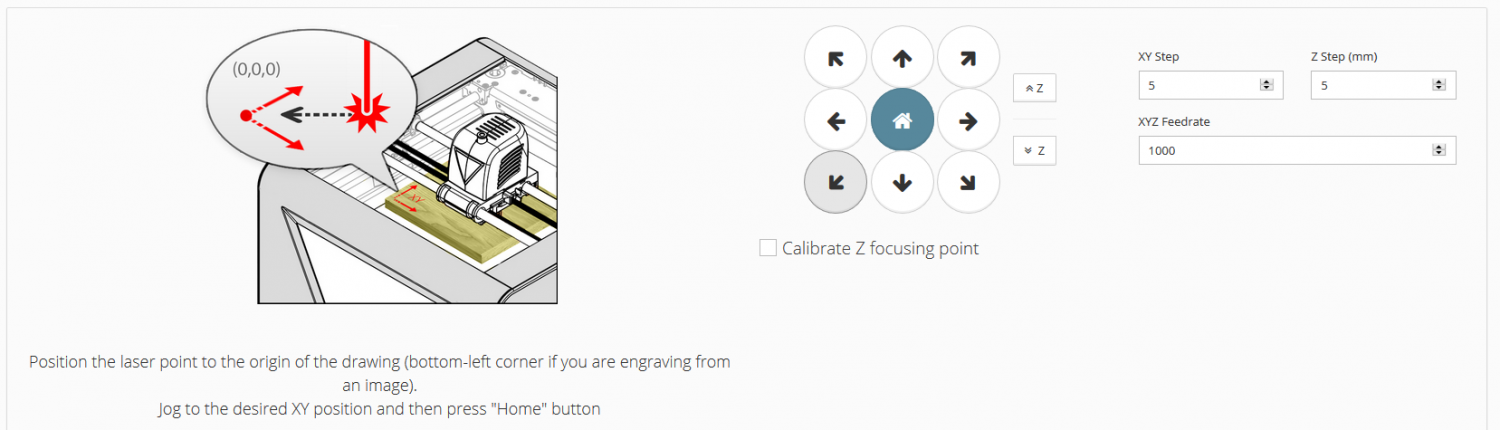 (0,0,0)
XY
Z
Z
Calibrate Z focusing point
XY Step
Z Step (mm)
5
5
XYZ Feedrate
1000
Position the laser point to the origin of the drawing (bottom-left corner if you are engraving from
an image).
Jog to the desired XY position and then press "Home" button